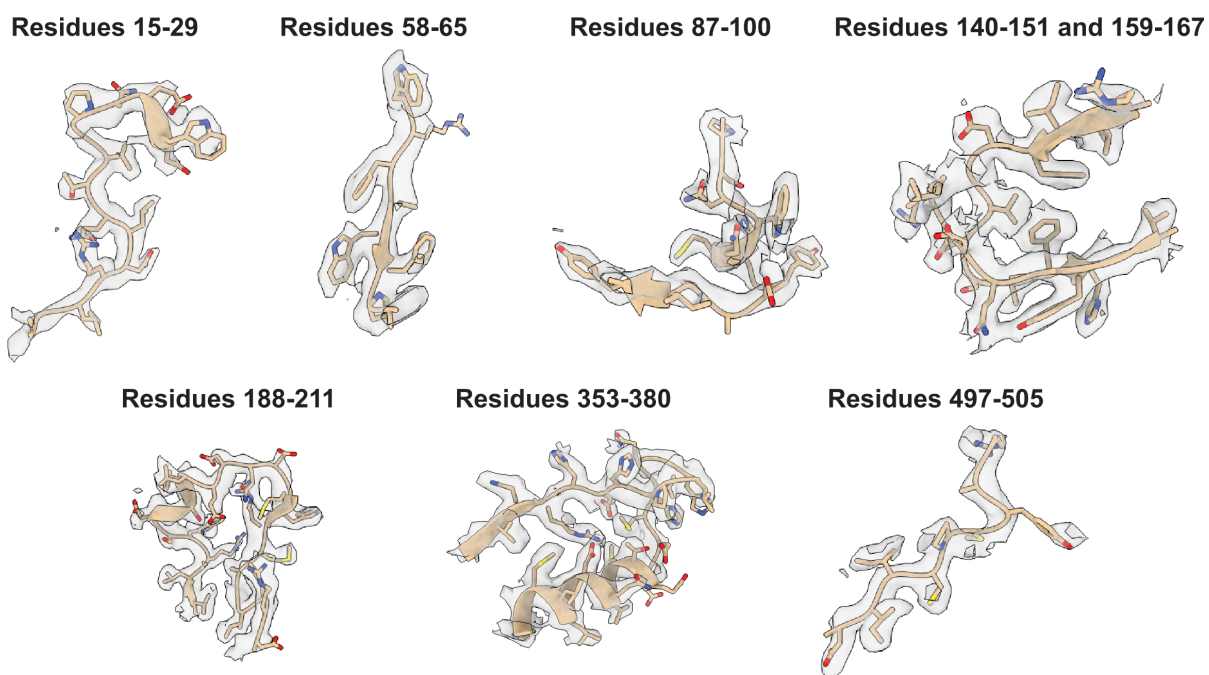 Residues 15-29
Residues 58-65
Residues 87-100
Residues 140-151 and 159-167
Residues 188-211
Residues 353-380
Residues 497-505